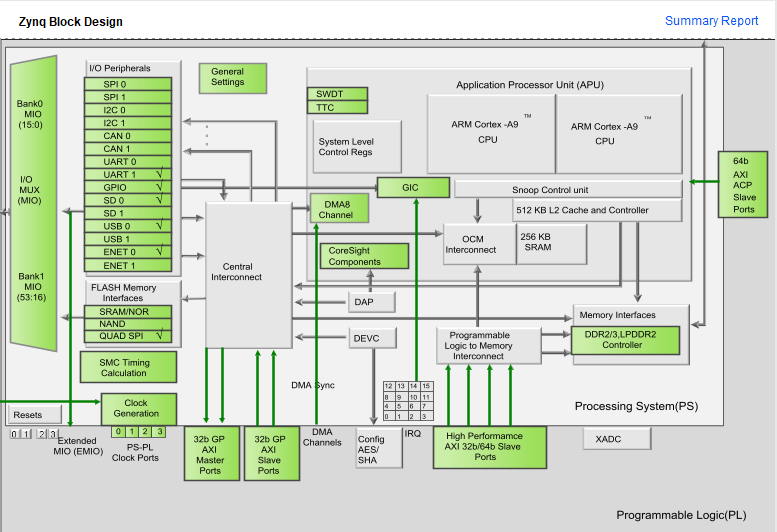 Zynq Block Design
Summary Report
I/O Peripherals
SPI 0
SPI 1
I2C 0
I2C 1
CAN 0
CAN 1
UART 0
UART 1 √
GPIO √
SD 0 √
SD 1
USB 0 √
USB 1
ENET 0 √
ENET 1
Bank0
MIO
(15:0)
I/O
MUX
(MIO)
Bank1
MIO
(53:16)
FLASH Memory
Interfaces
SRAM/NOR
NAND
QUAD SPI √
SMC Timing
Calculation
General
Settings
Application Processor Unit (APU)
SWDT
TTC
System Level
Control Regs
ARM Cortex -A9 ™
CPU
ARM Cortex -A9 ™
CPU
GIC
Snoop Control unit
512 KB L2 Cache and Controller
DMA8
Channel
OCM
Interconnect
256 KB
SRAM
CoreSight
Components
Central
Interconnect
DAP
DEVC
Programmable
Logic to Memory
Interconnect
Memory Interfaces
DDR2/3,LPDDR2
Controller
64b
AXI
ACP
Slave
Ports
DMA Sync
12 13 14 15
8 9 10 11
4 5 6 7
0 1 2 3
Processing System(PS)
Resets
0 1 2 3
Clock
Generation
0 1 2 3
Extended
MIO (EMIO)
PS-PL
Clock Ports
32b GP
AXI
Master
Ports
32b GP
AXI
Slave
Ports
DMA
Channels
Config
AES/
SHA
IRQ
High Performamce
AXI 32b/64b Slave
Ports
XADC
Programmable Logic(PL)